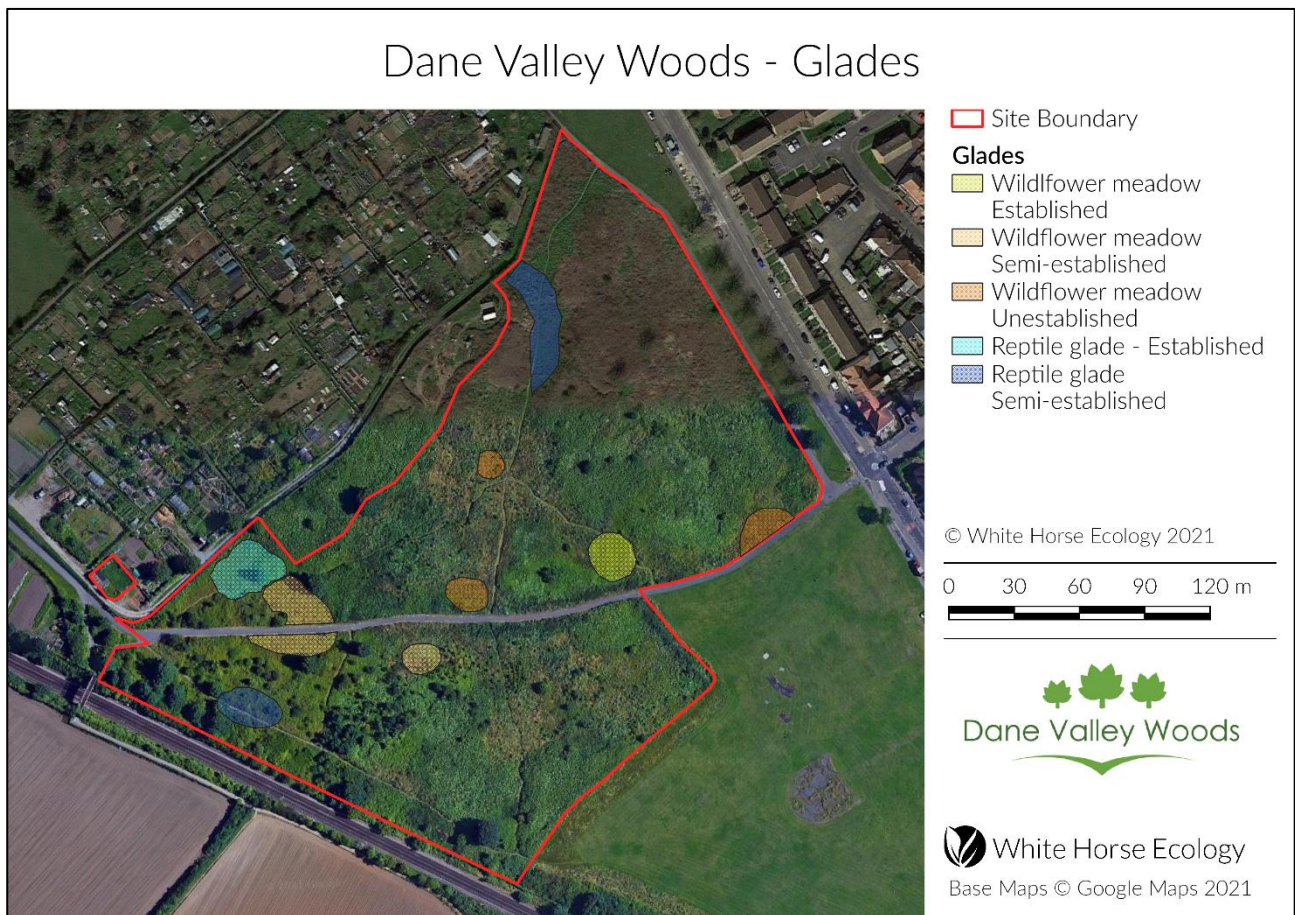 Dane Valley Woods - Glades
Site Boundary
Glades
Wildlfower meadow
Established
Wildflower meadow
Semi-established
Wildflower meadow
Unestablished
Reptile glade - Established
Reptile glade
Semi-established
© White Horse Ecology 2021
0 30 60 90 120 m
Dane Valley Woods
White Horse Ecology
Base Maps © Google Maps 2021